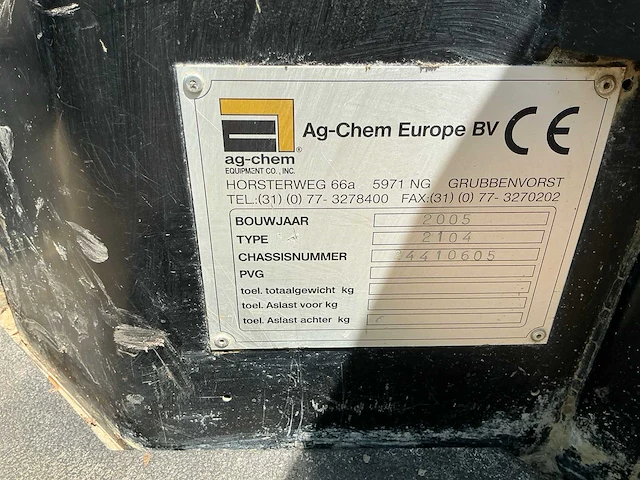 Ag-Chem Europe BV CE
ag-chem®
EQUIPMENT CO., INC.
HORSTERWEG 66a 5971 NG GRUBBENVORST
TEL.:(31) (0) 77- 3278400 FAX:(31) (0) 77- 3270202
BOUWJAAR 2005
TYPE 2104
CHASSISNUMMER 4410605
PVG
toel. totaalgewicht kg
toel. Aslast voor kg
toel. Aslast achter kg